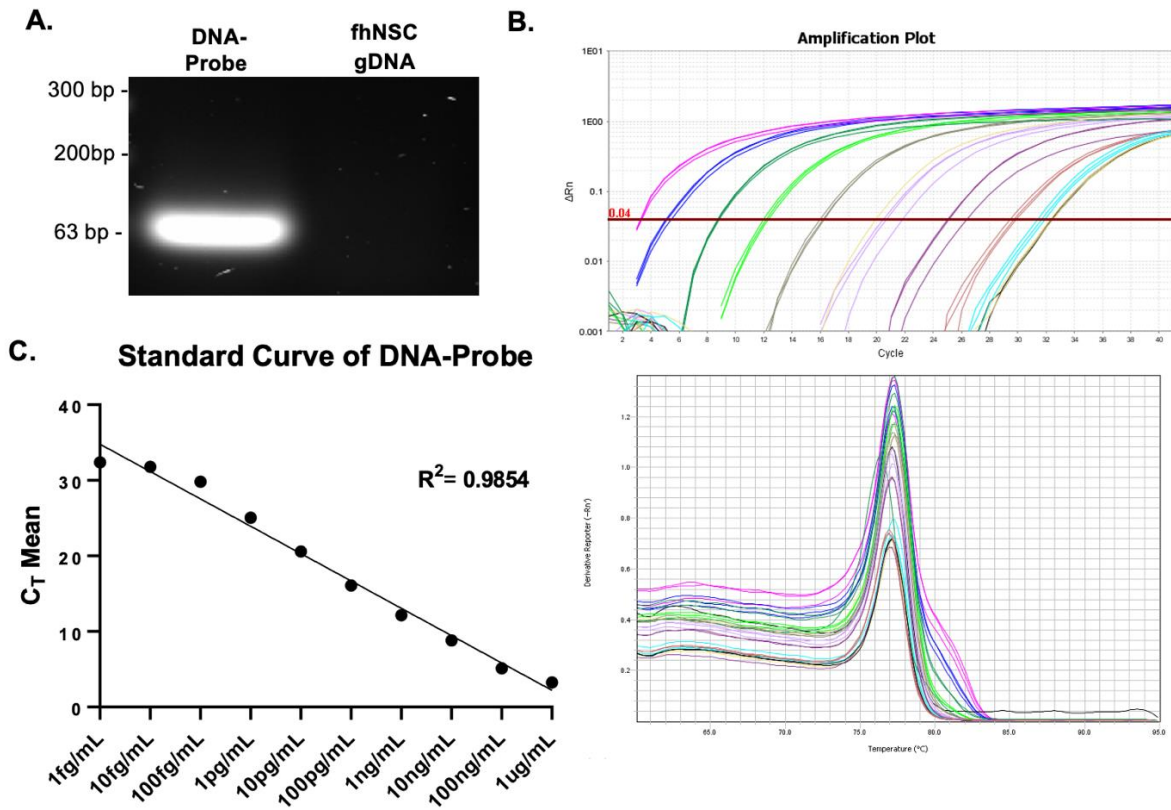 A.
DNA-
Probe
fhNSC
gDNA
300 bp -
200bp -
63 bp -
B.
Amplification Plot
ΔRn
1E01
1E00
0.1
0.01
0.001
0.04
2 4 6 8 10 12 14 16 18 20 22 24 26 28 30 32 34 36 38 40
Cycle
Derivative Reporter (-Rn')
1.2
1.0
0.8
0.6
0.4
0.2
65.0 70.0 75.0 80.0 85.0 90.0 95.0
Temperature (°C)
C.
Standard Curve of DNA-Probe
R²= 0.9854
CT Mean
40
30
20
10
0
1fg/mL
10fg/mL
100fg/mL
1pg/mL
10pg/mL
100pg/mL
1ng/mL
10ng/mL
100ng/mL
1ug/mL